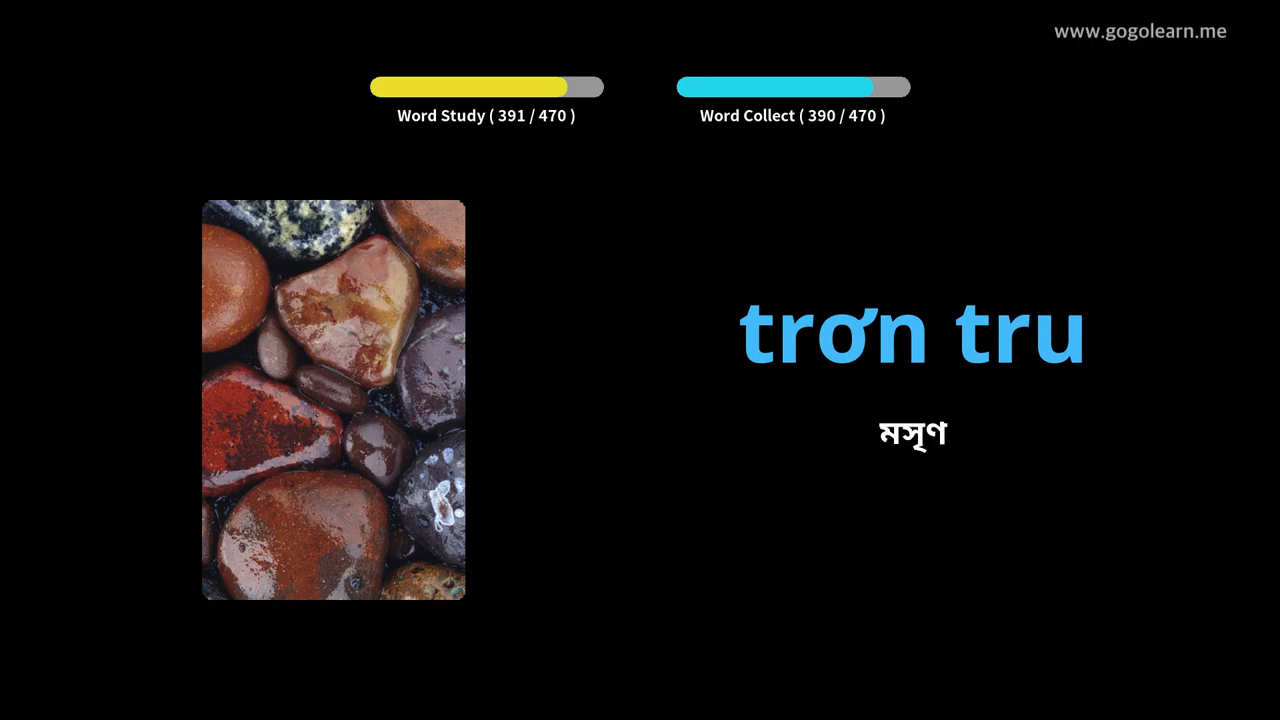 www.gogolearn.me
Word Study ( 391 / 470 )
Word Collect ( 390 / 470 )
trơn tru
মসৃণ